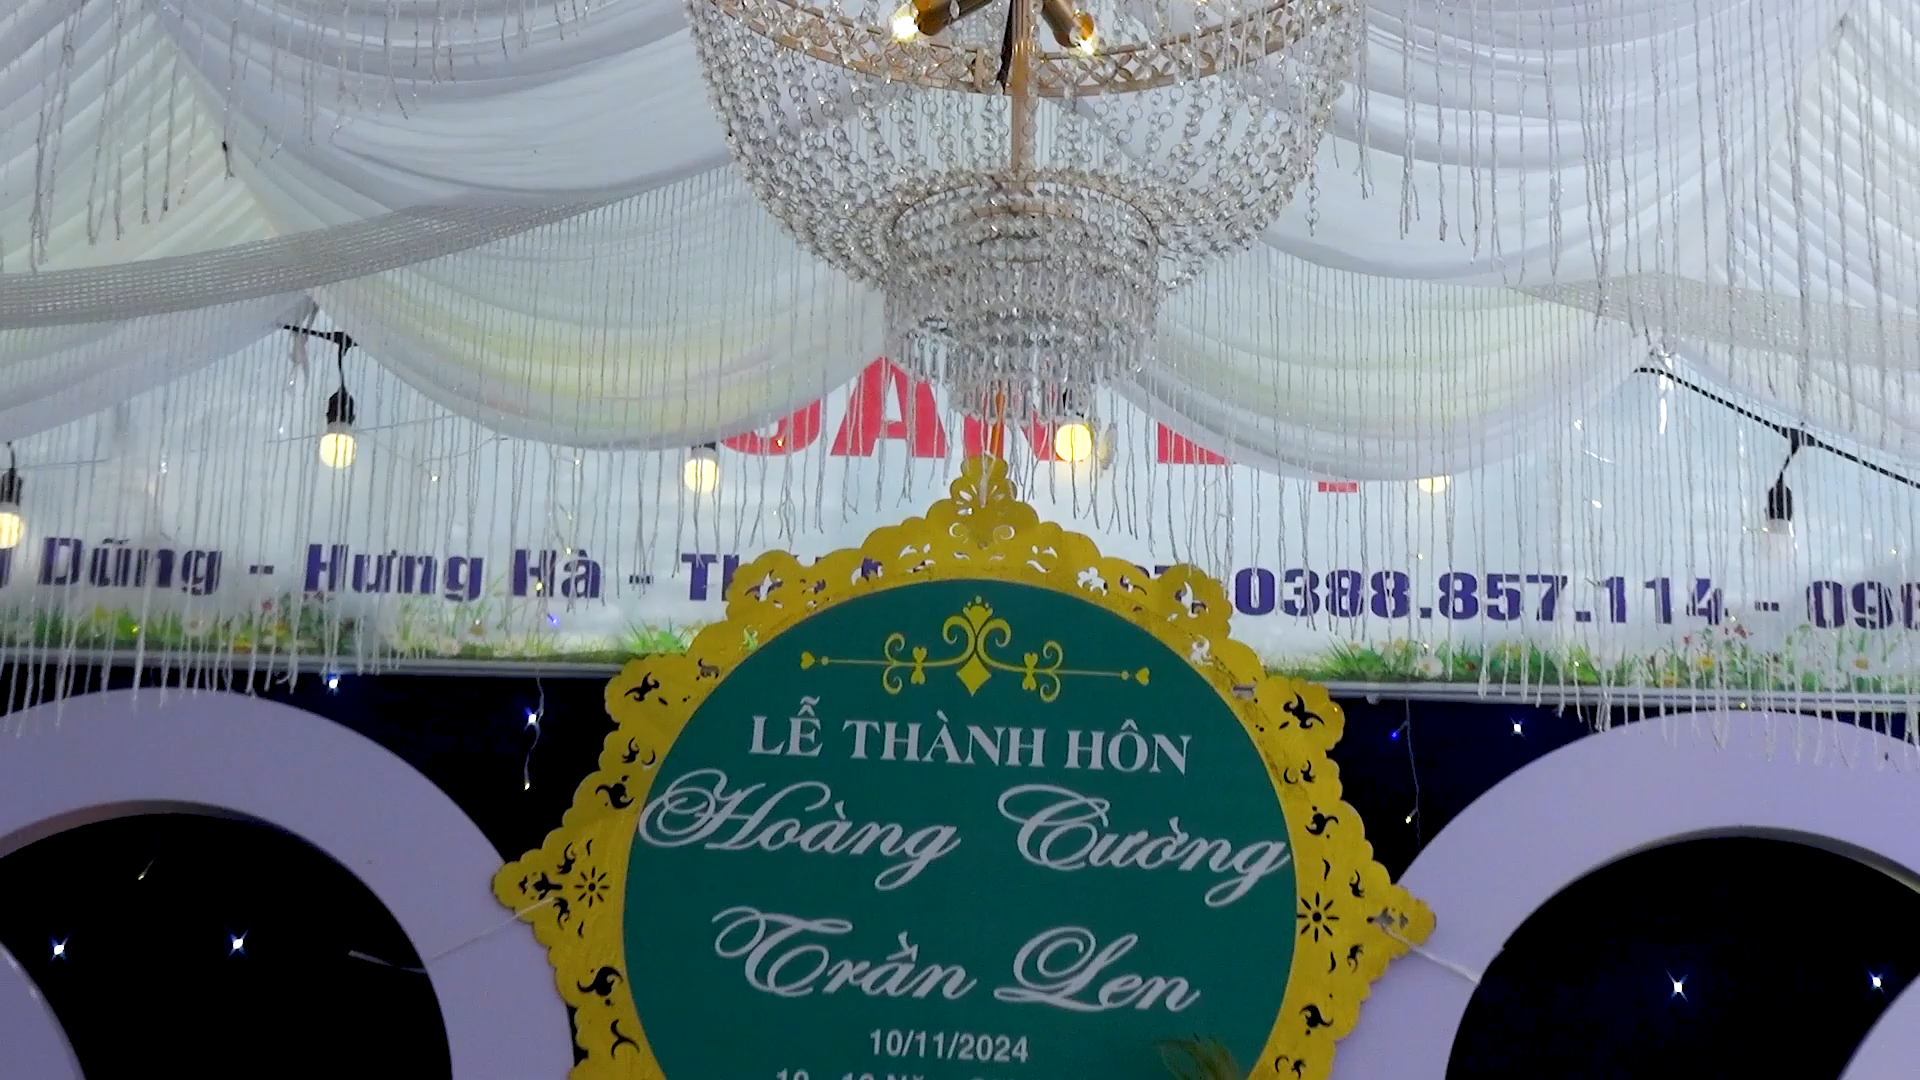 Dũng - Hưng Hà -
0388.857.114 -
LỄ THÀNH HÔN
Hoàng Cường
Trần Len
10/11/2024